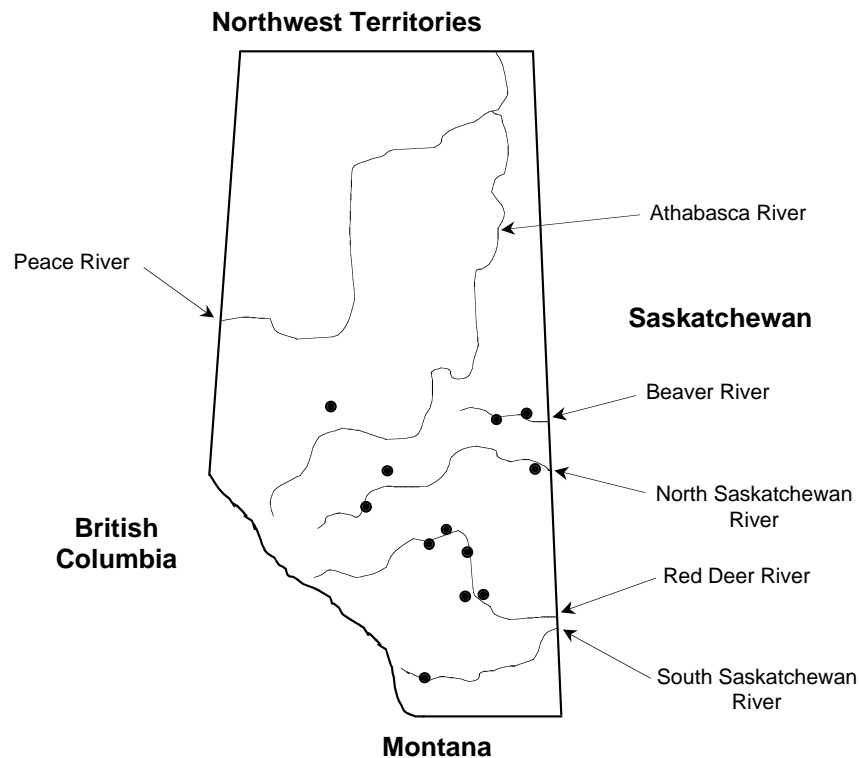 Northwest Territories
Athabasca River
Peace River
Saskatchewan
Beaver River
North Saskatchewan
River
British
Columbia
Red Deer River
South Saskatchewan
River
Montana